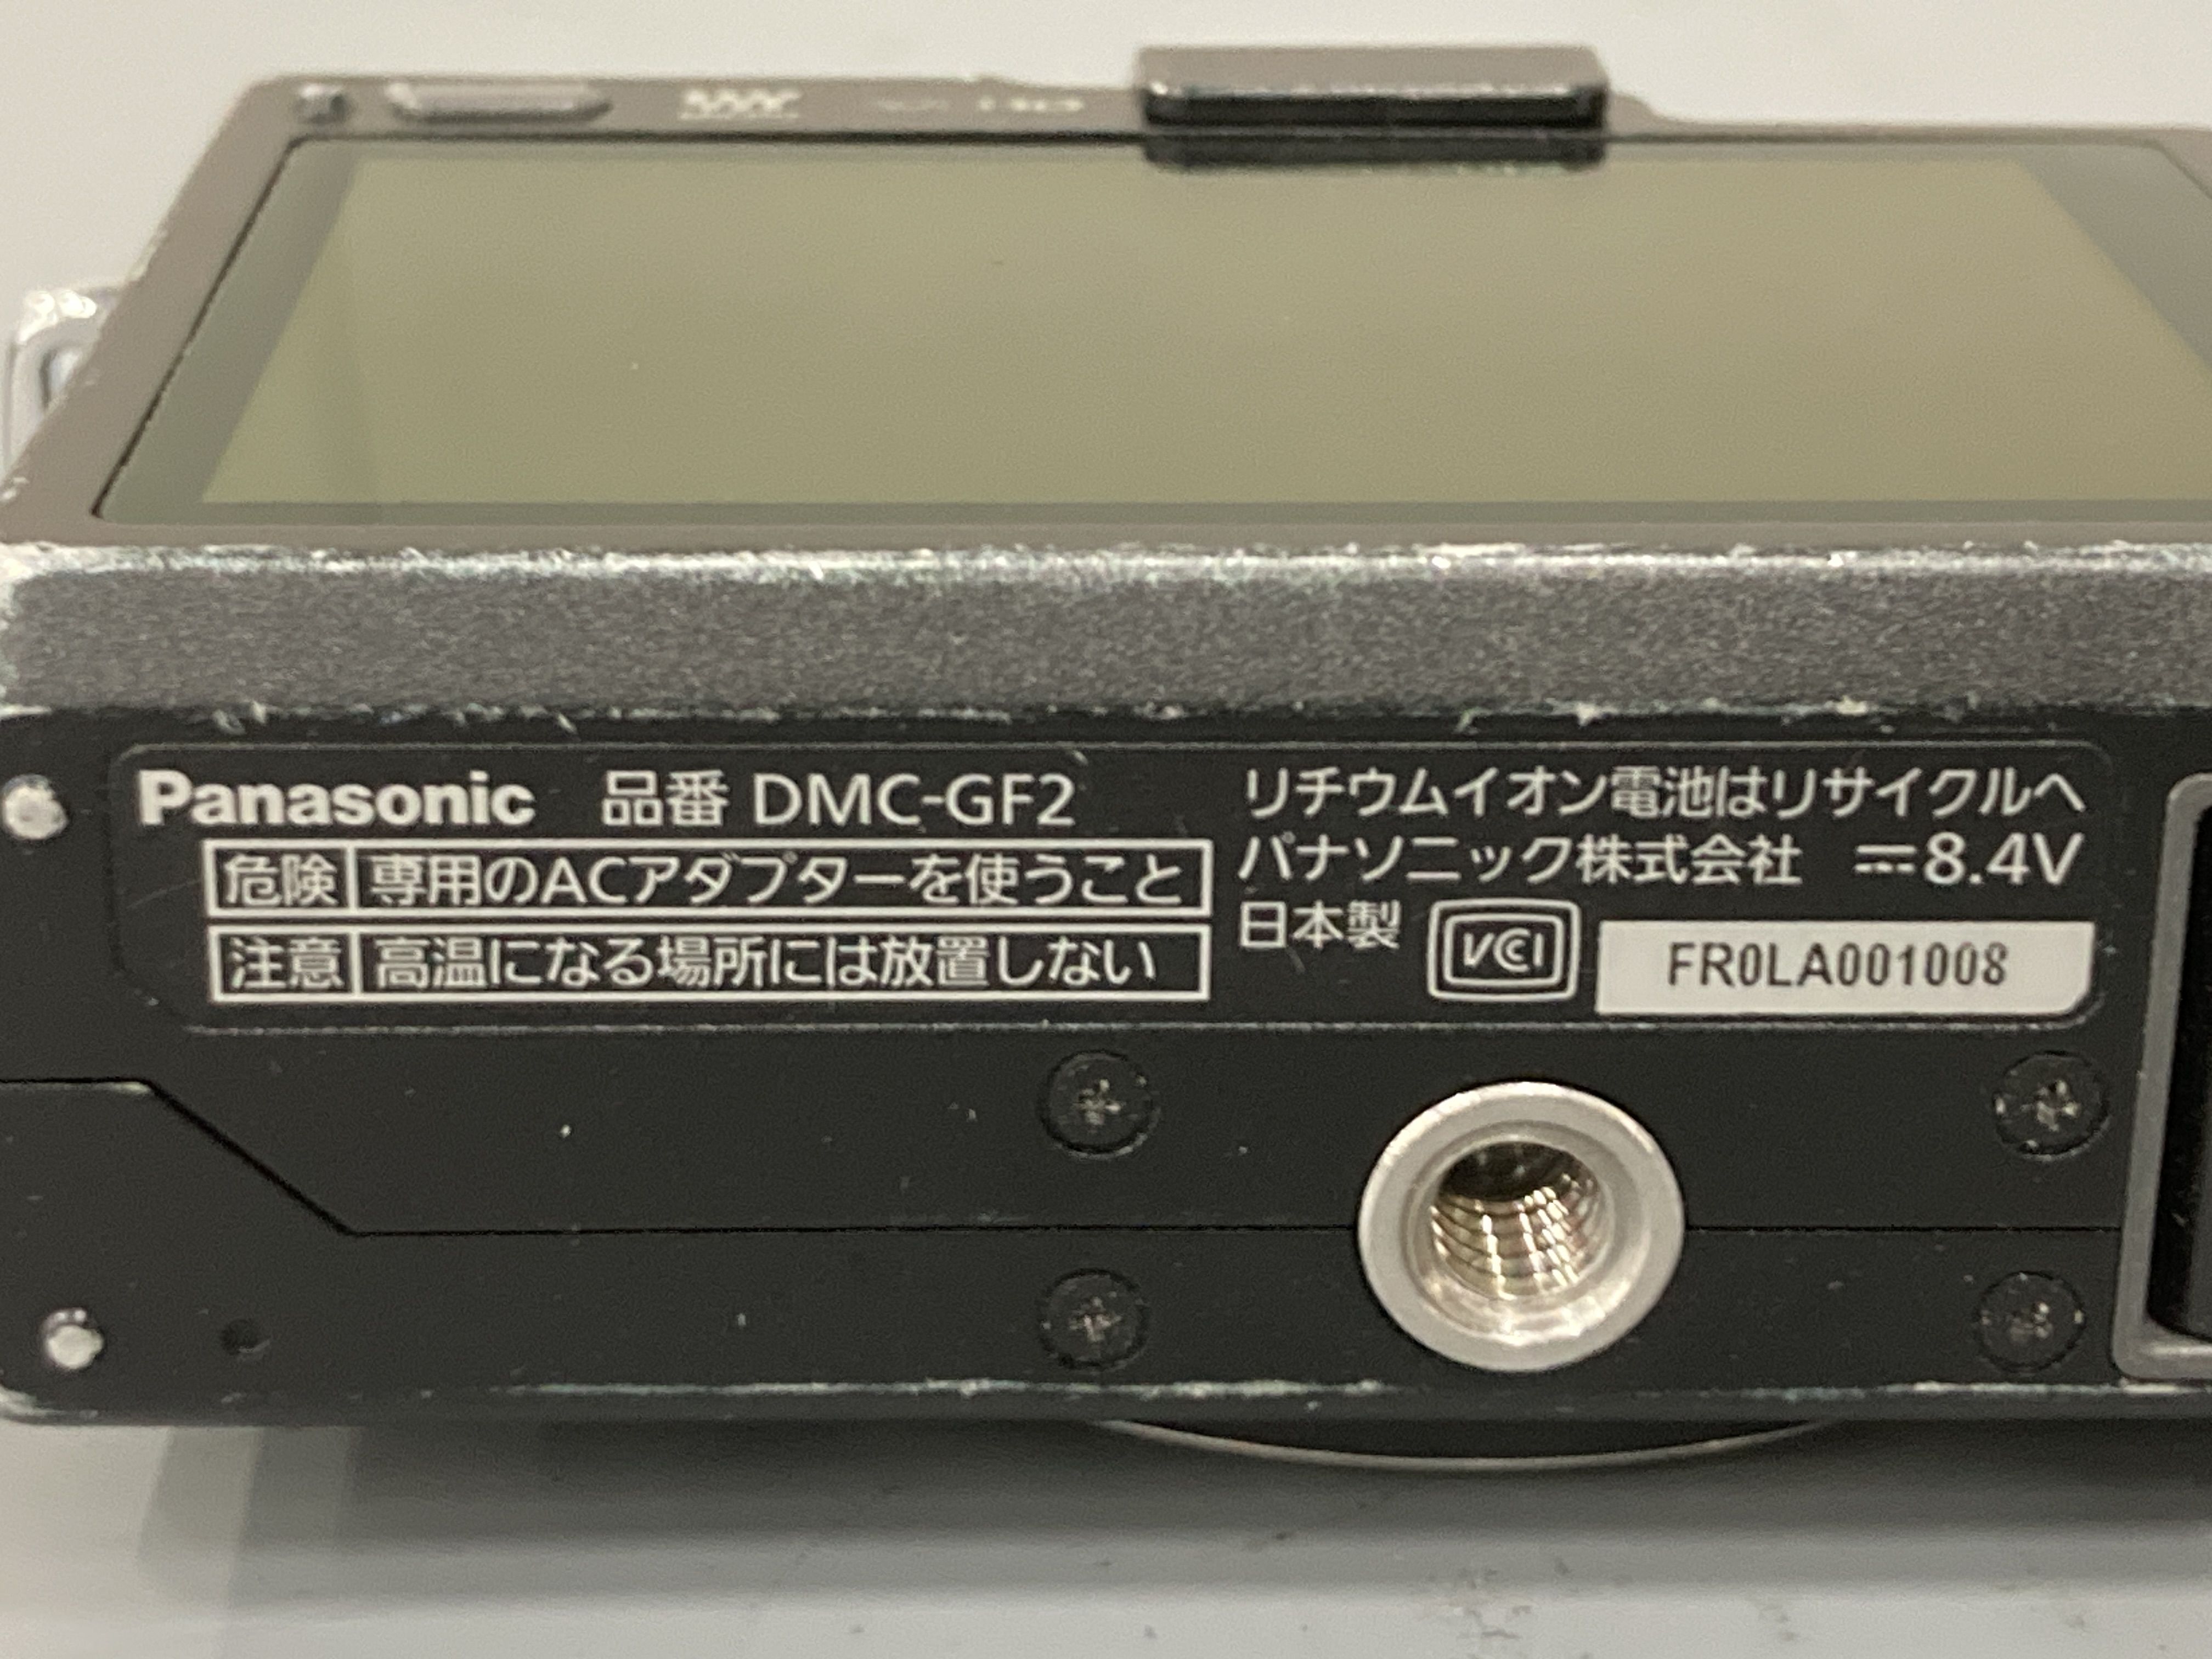 Panasonic 品番 DMC-GF2
危険 専用のACアダプターを使うこと
注意 高温になる場所には放置しない
リチウムイオン電池はリサイクルへ
パナソニック株式会社 ⎓8.4V
日本製 VCCI FR0LA001008